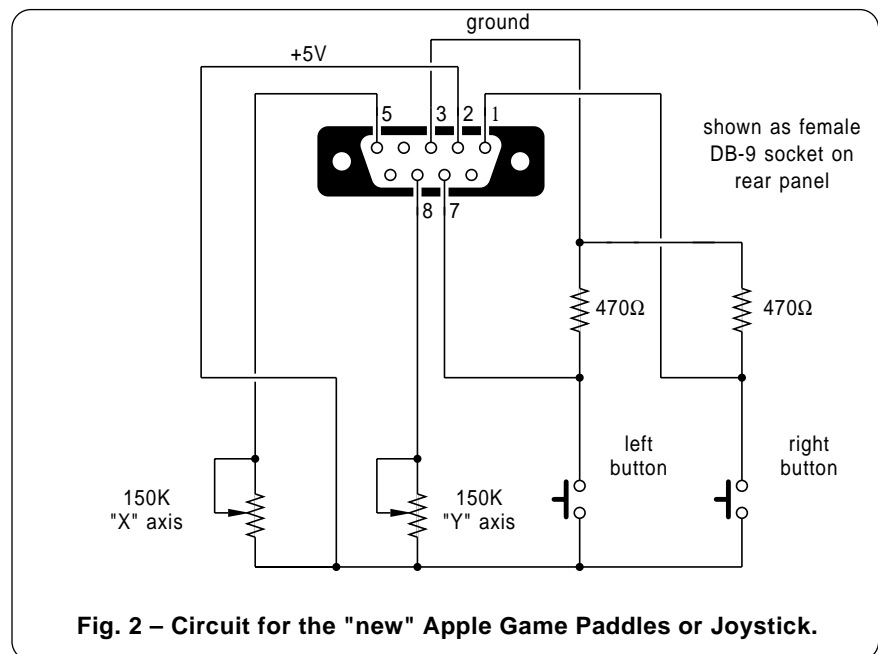 ground
+5V
5 3 2 1
shown as female
DB-9 socket on
rear panel
8 7
470Ω 470Ω
left
button
right
button
150K
"X" axis
150K
"Y" axis
Fig. 2 – Circuit for the "new" Apple Game Paddles or Joystick.